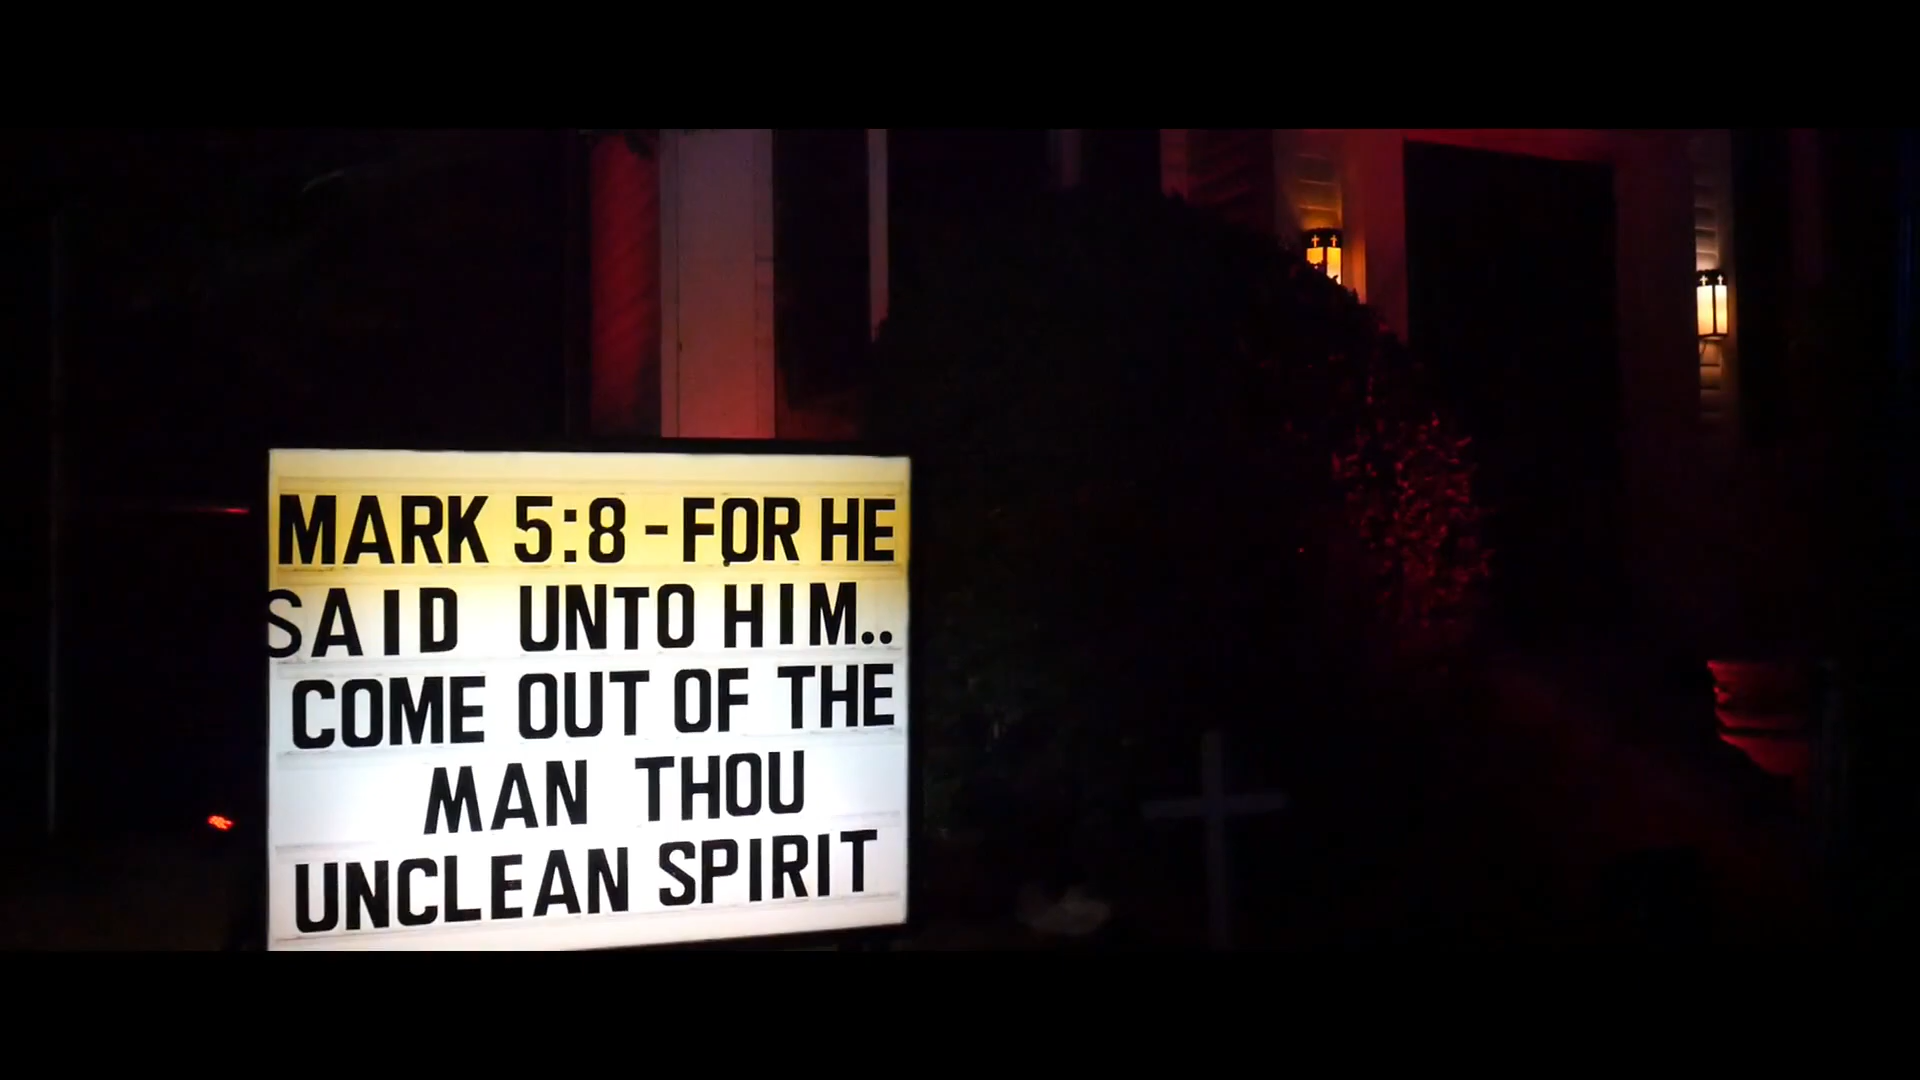 MARK 5:8 - FOR HE
SAID UNTO HIM..
COME OUT OF THE
MAN THOU
UNCLEAN SPIRIT